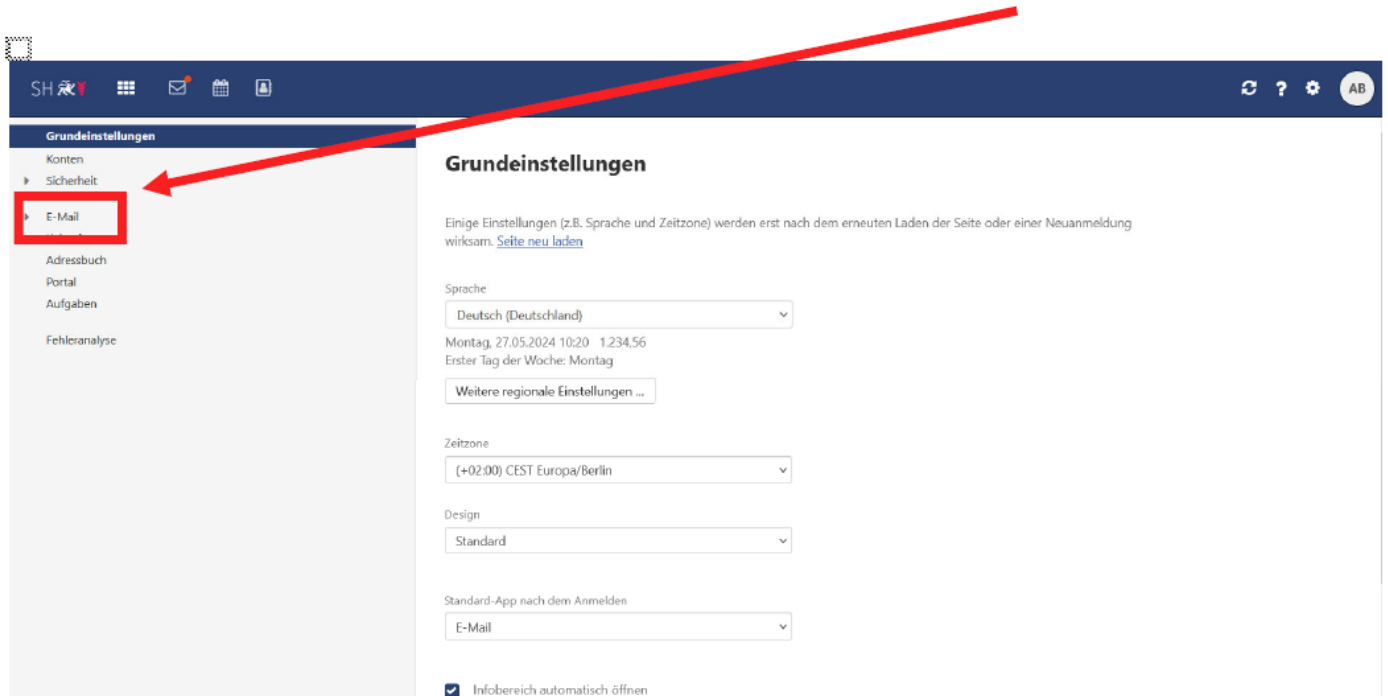 SH
AB
Grundeinstellungen
Konten
Sicherheit
E-Mail
Adressbuch
Portal
Aufgaben
Fehleranalyse
Grundeinstellungen
Einige Einstellungen (z.B. Sprache und Zeitzone) werden erst nach dem erneuten Laden der Seite oder einer Neuanmeldung
wirksam. Seite neu laden
Sprache
Deutsch (Deutschland)
Montag, 27.05.2024 10:20 1.234,56
Erster Tag der Woche: Montag
Weitere regionale Einstellungen ...
Zeitzone
(+02:00) CEST Europa/Berlin
Design
Standard
Standard-App nach dem Anmelden
E-Mail
Infobereich automatisch öffnen